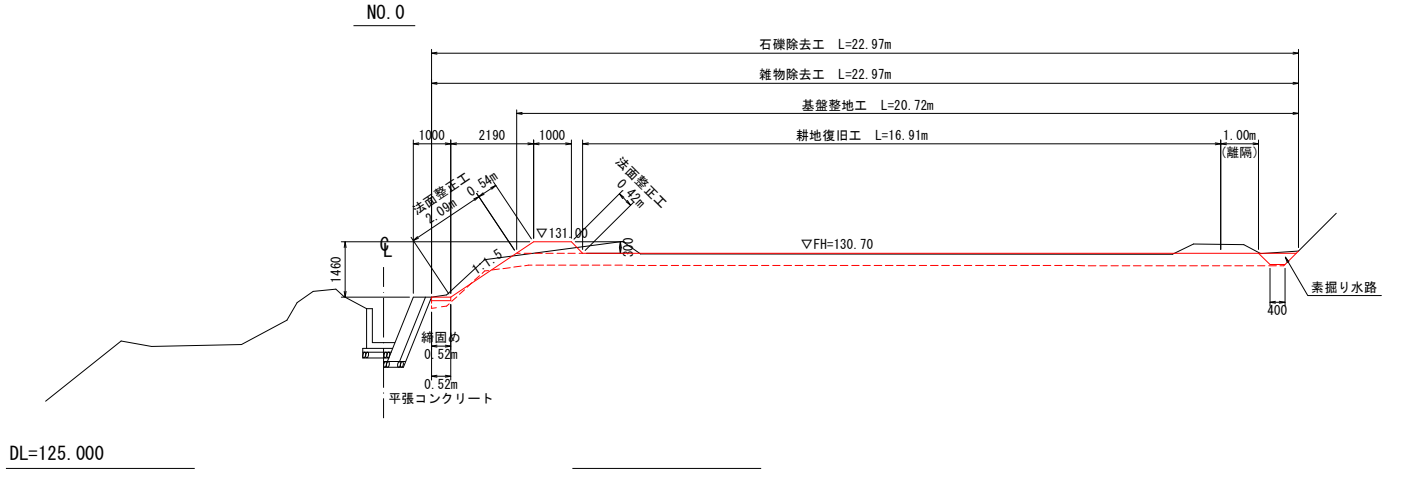 NO.0
石礫除去工 L=22.97m
雑物除去工 L=22.97m
基盤整地工 L=20.72m
1000
2190
1000
耕地復旧工 L=16.91m
1.00m
(離隔)
法面整正工
2.09m
0.54m
法面整正工
0.42m
℄
▽131.00
300
▽FH=130.70
1:1.5
1460
素掘り水路
400
締固め
0.52m
0.52m
平張コンクリート
DL=125.000